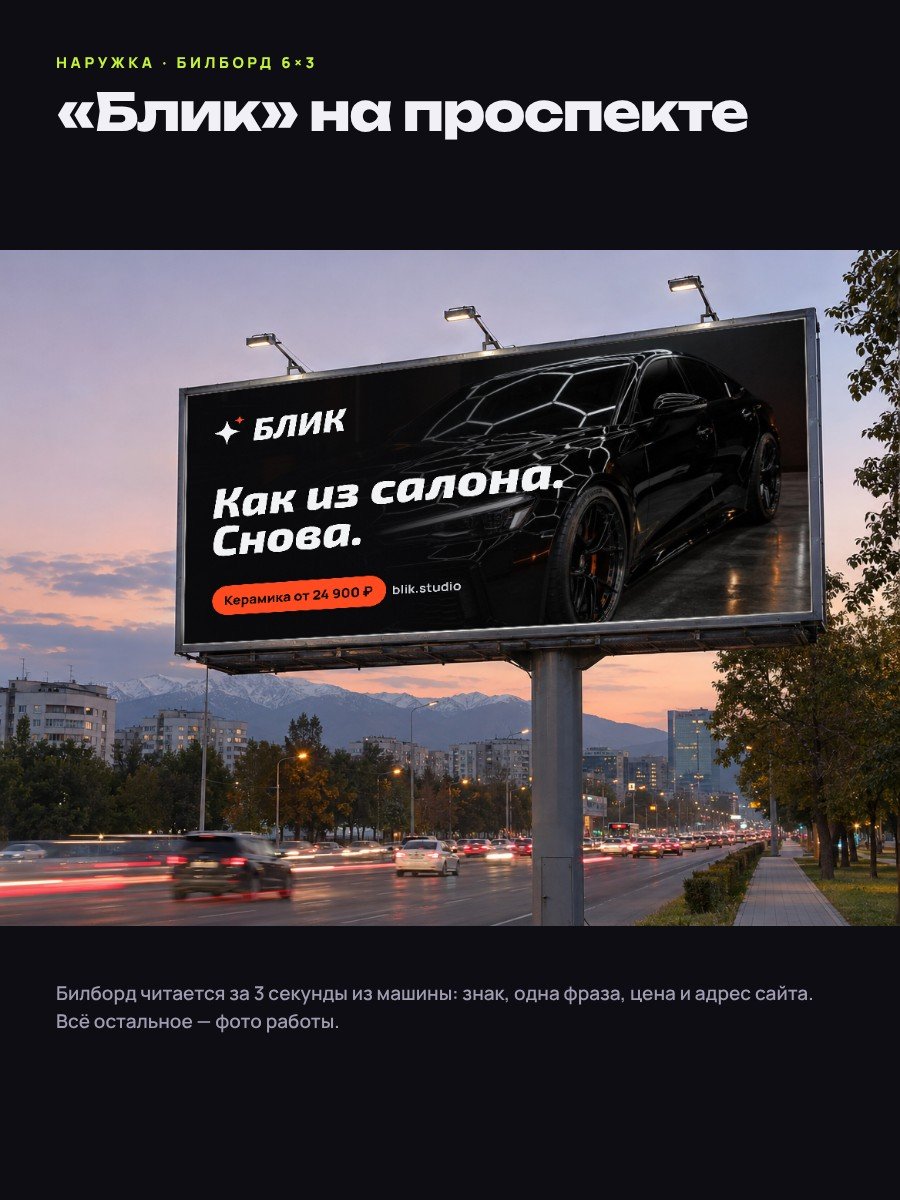 НАРУЖКА · БИЛБОРД 6×3
«Блик» на проспекте
БЛИК
Как из салона.
Снова.
Керамика от 24 900 ₽ blik.studio
Билборд читается за 3 секунды из машины: знак, одна фраза, цена и адрес сайта.
Всё остальное — фото работы.